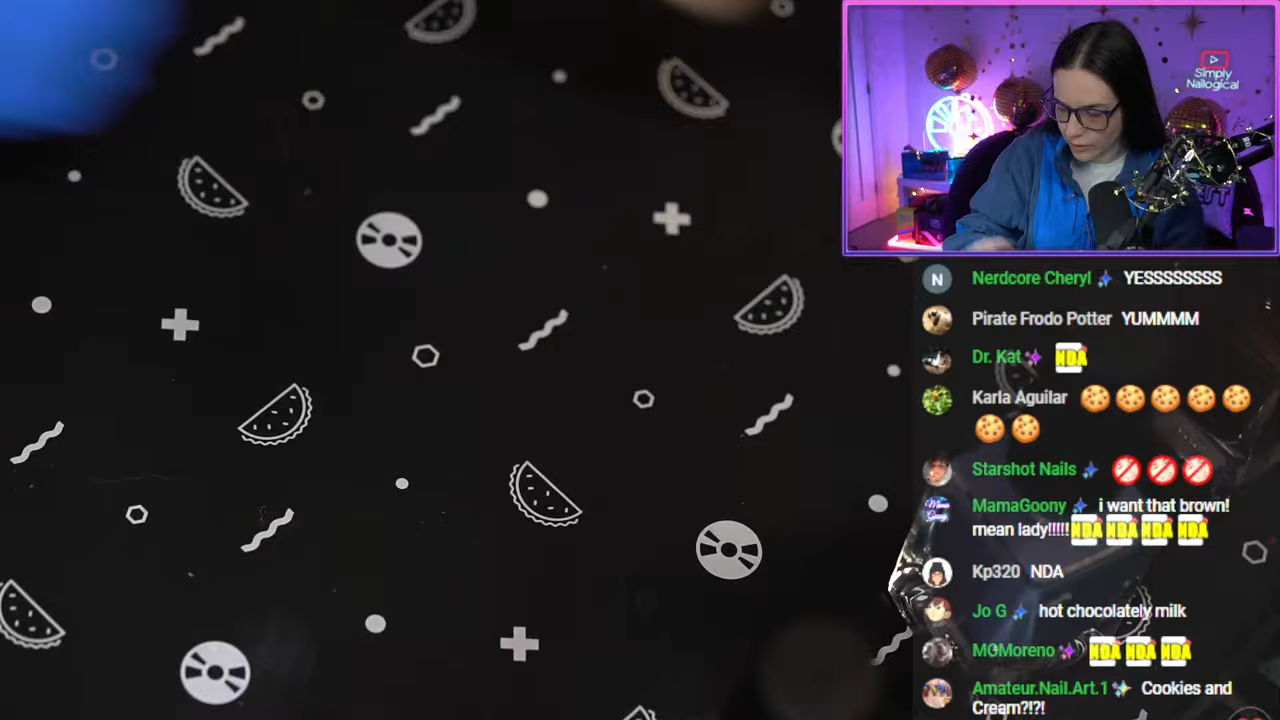 Simply
Nailogical
N
Nerdcore Cheryl YESSSSSSSS
Pirate Frodo Potter YUMMMM
Dr. Kat NDA
Karla Aguilar
Starshot Nails
MamaGoony i want that brown!
mean lady!!!!! NDA NDA NDA NDA
Kp320 NDA
Jo G hot chocolately milk
MGMoreno NDA NDA NDA
Amateur.Nail.Art.1 Cookies and
Cream?!?!